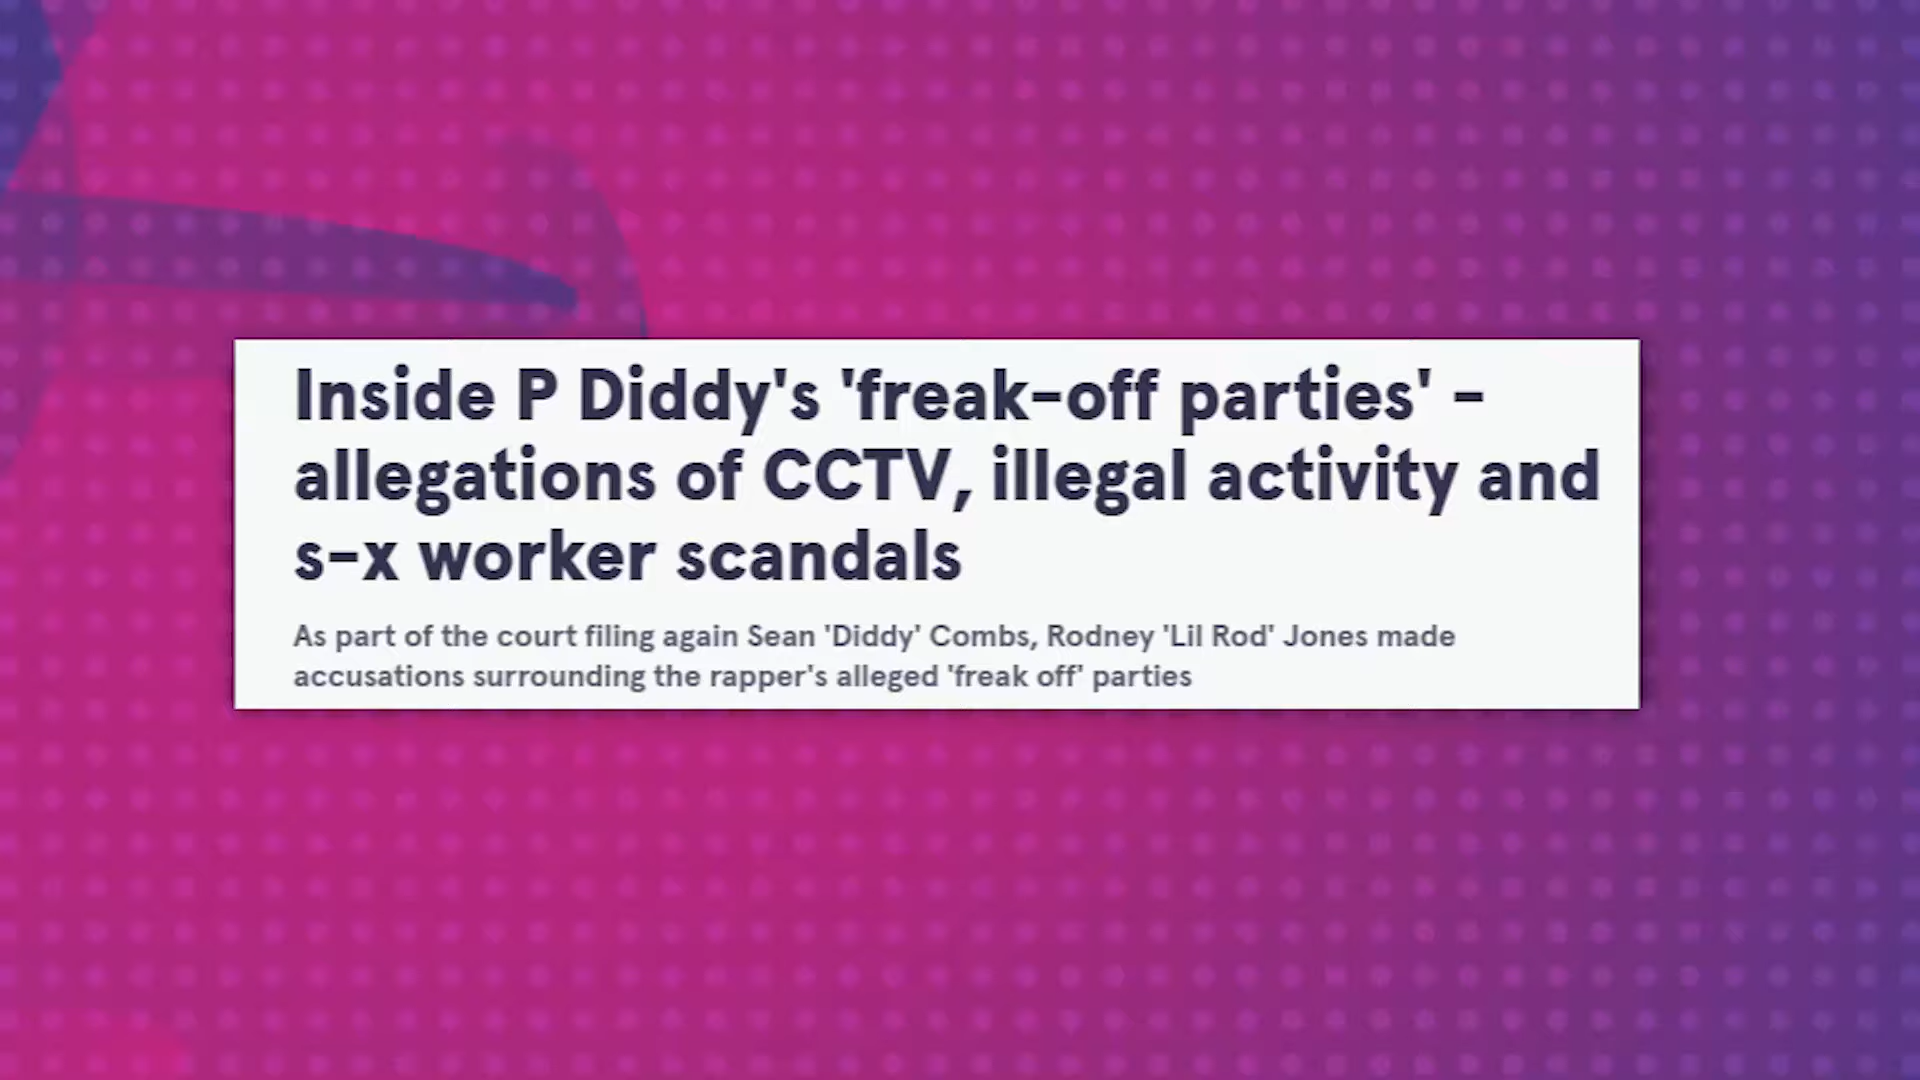 Inside P Diddy's 'freak-off parties' -
allegations of CCTV, illegal activity and
s-x worker scandals
As part of the court filing again Sean 'Diddy' Combs, Rodney 'Lil Rod' Jones made
accusations surrounding the rapper's alleged 'freak off' parties